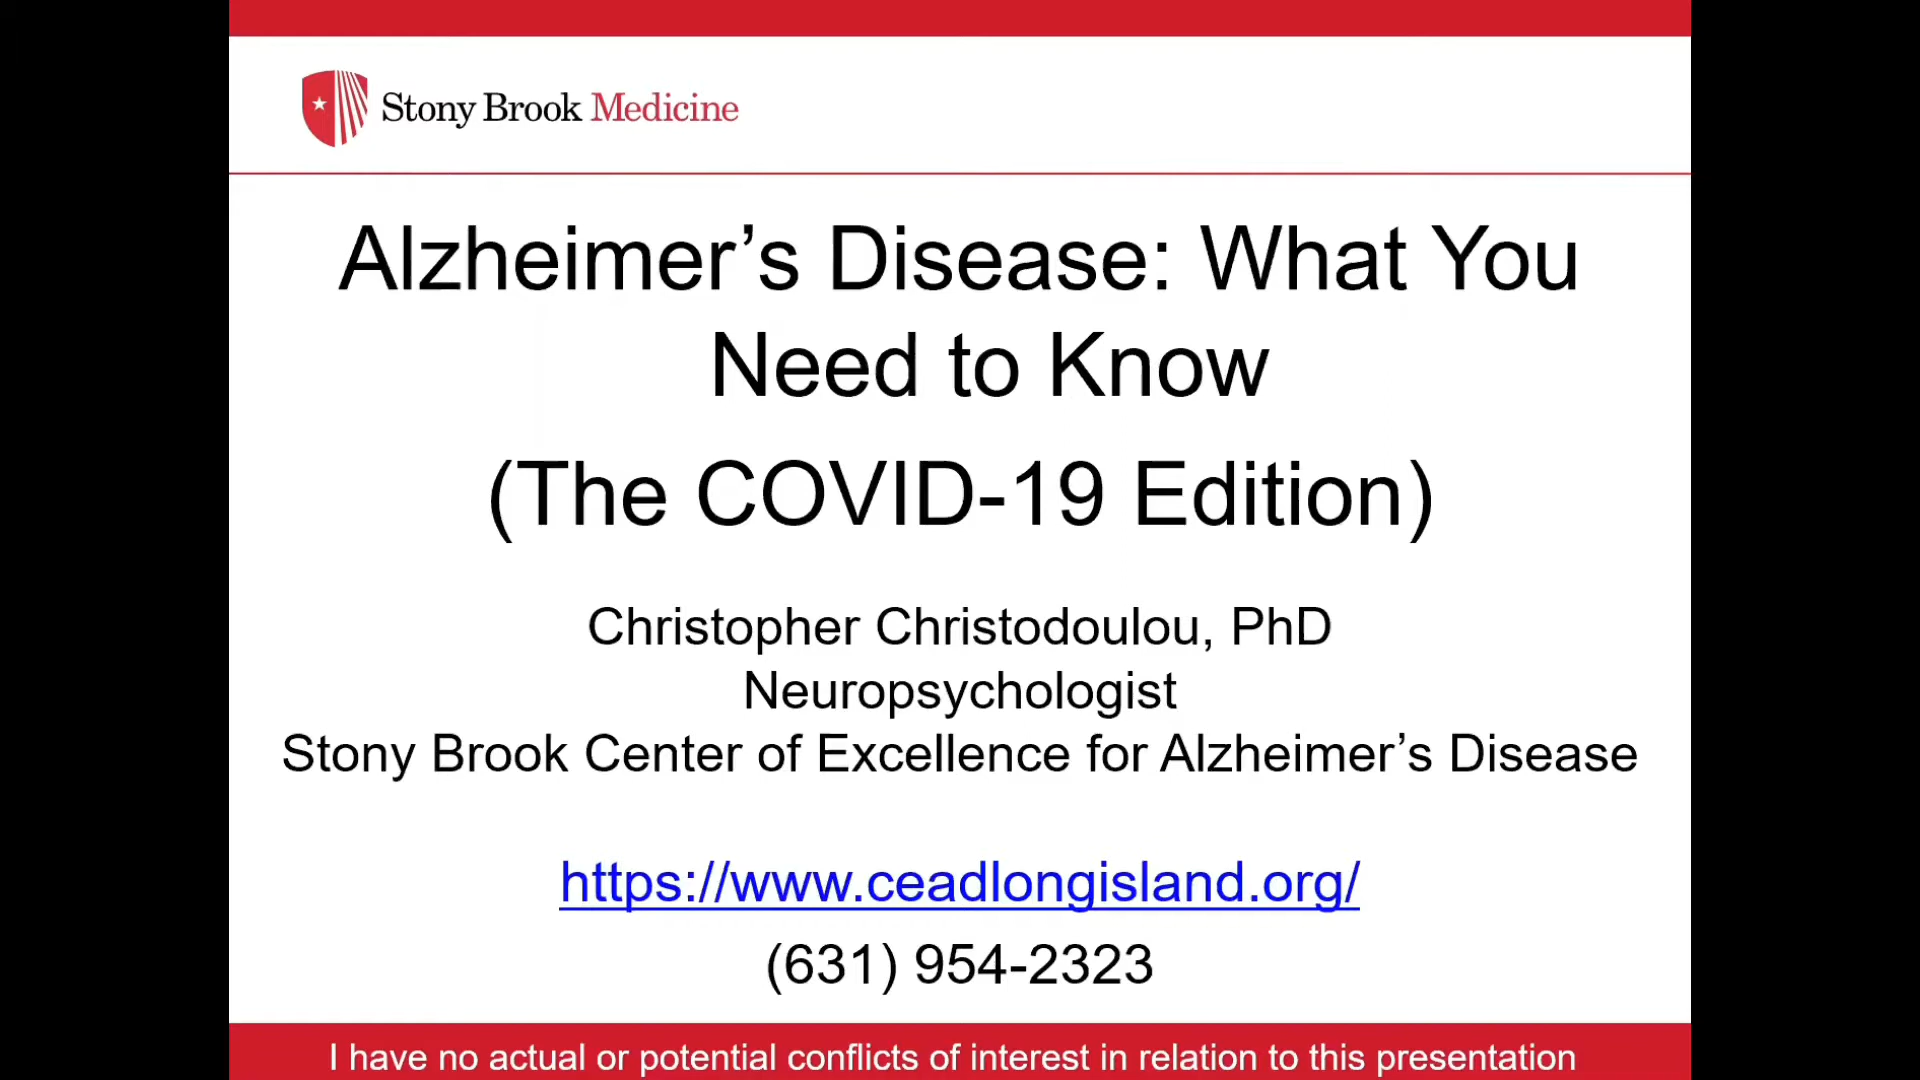 Stony Brook Medicine
Alzheimer’s Disease: What You
Need to Know
(The COVID-19 Edition)
Christopher Christodoulou, PhD
Neuropsychologist
Stony Brook Center of Excellence for Alzheimer’s Disease
https://www.ceadlongisland.org/
(631) 954-2323
I have no actual or potential conflicts of interest in relation to this presentation